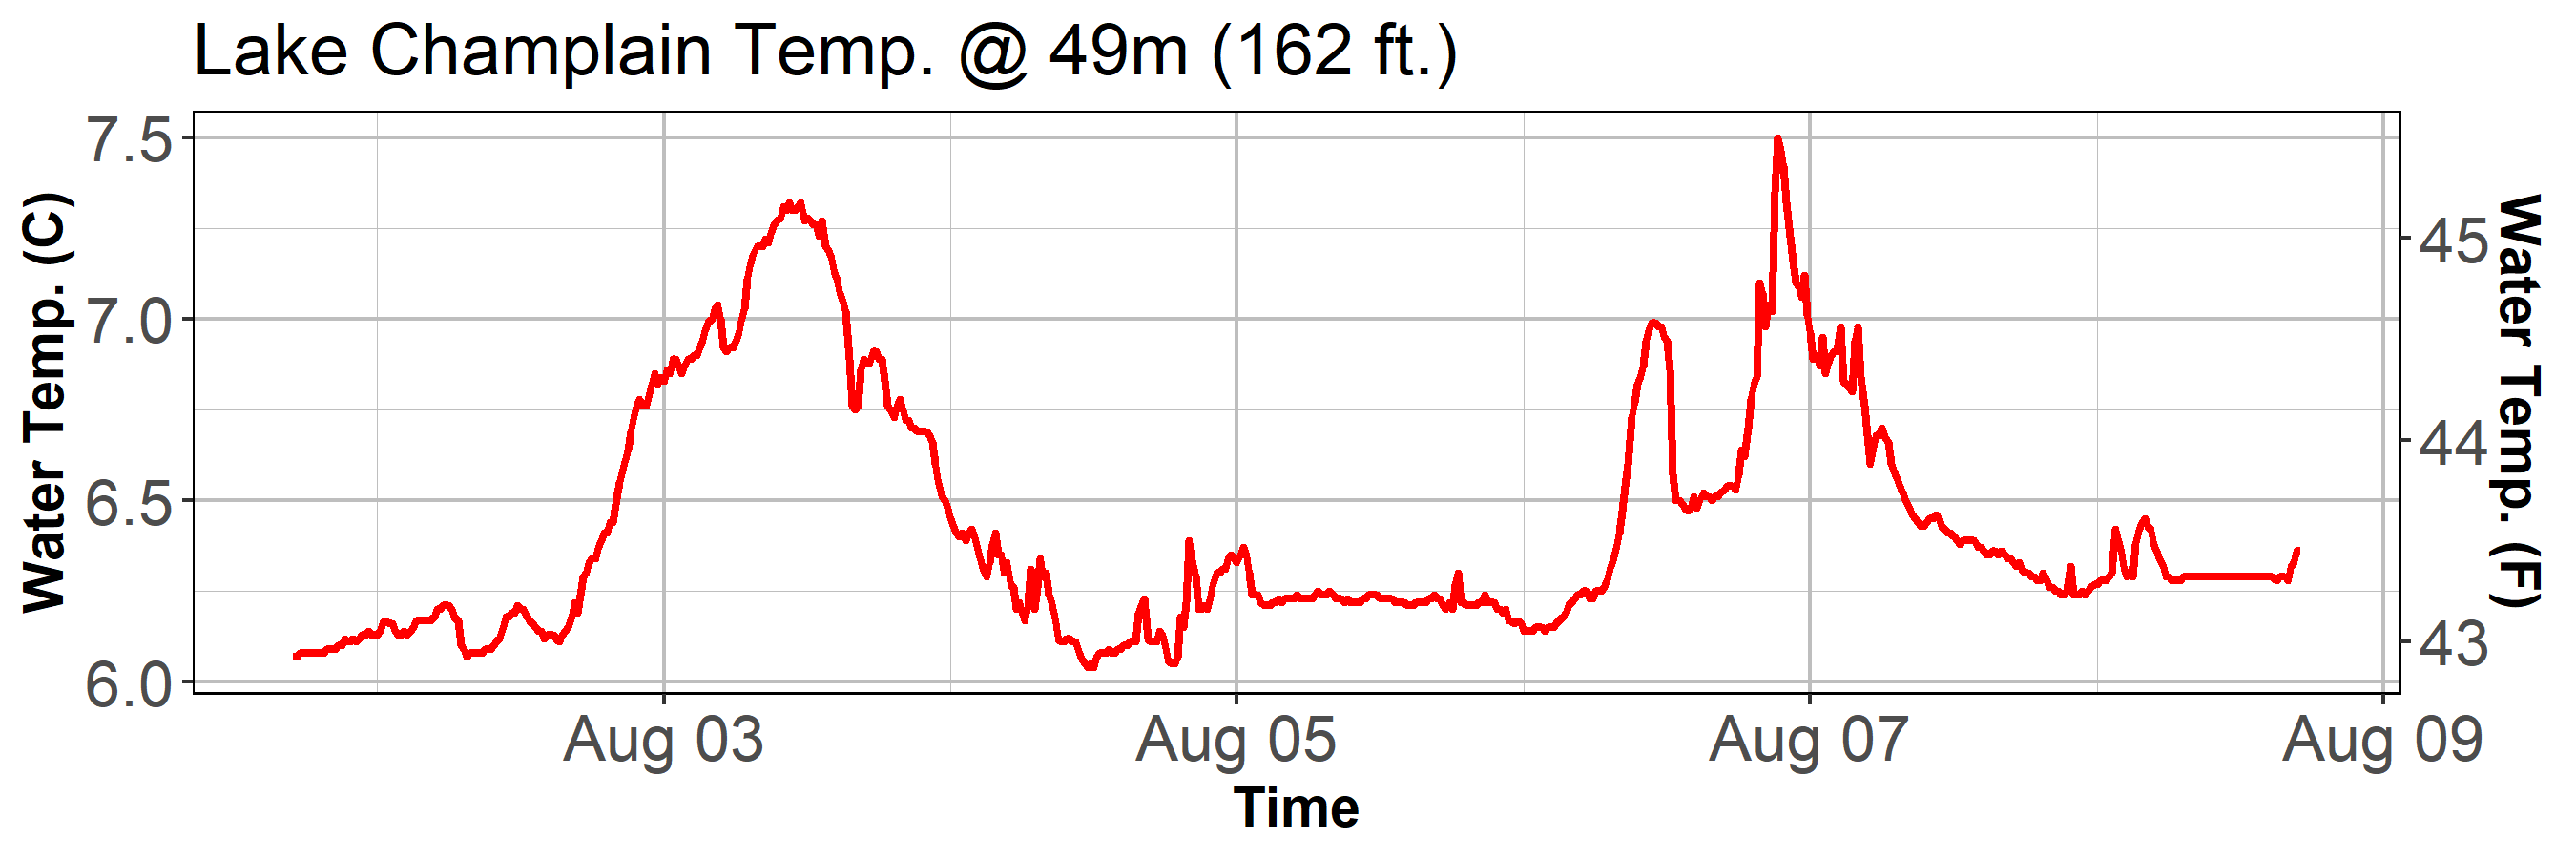 Lake Champlain Temp. @ 49m (162 ft.)
Water Temp. (C)
7.5
7.0
6.5
6.0
45
44
43
Water Temp. (F)
Aug 03 Aug 05 Aug 07 Aug 09
Time